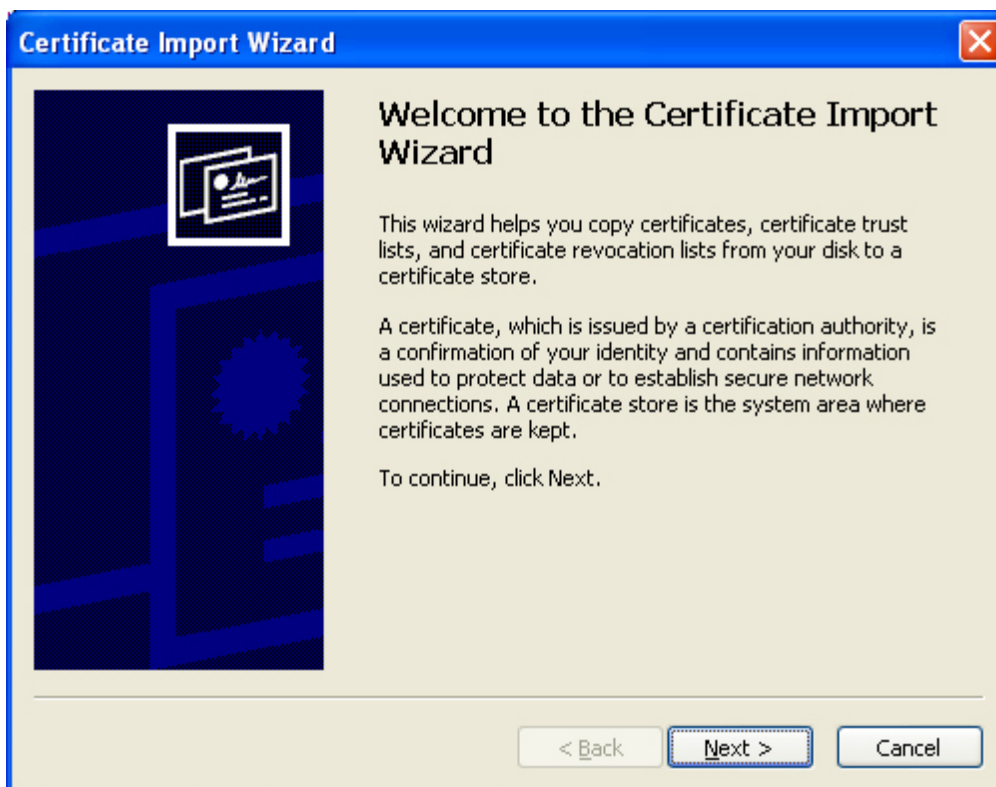 Certificate Import Wizard
Welcome to the Certificate Import
Wizard
This wizard helps you copy certificates, certificate trust
lists, and certificate revocation lists from your disk to a
certificate store.
A certificate, which is issued by a certification authority, is
a confirmation of your identity and contains information
used to protect data or to establish secure network
connections. A certificate store is the system area where
certificates are kept.
To continue, click Next.
< Back Next > Cancel